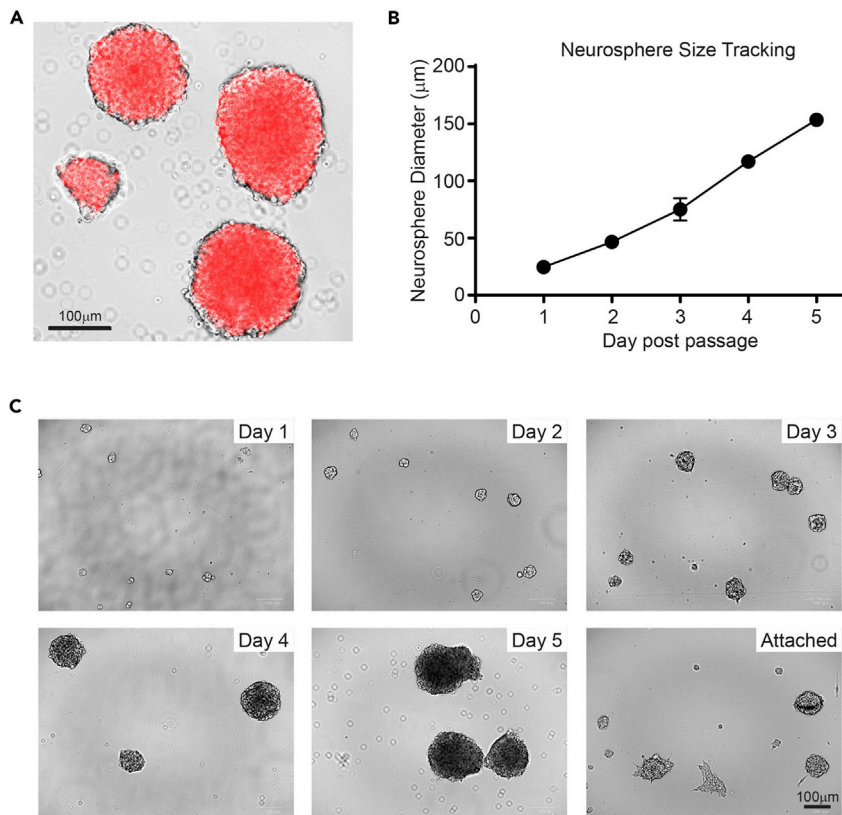 A
100μm
B
Neurosphere Size Tracking
Neurosphere Diameter (μm)
200
150
100
50
0
0 1 2 3 4 5
Day post passage
C
Day 1
Day 2
Day 3
Day 4
Day 5
Attached
100μm